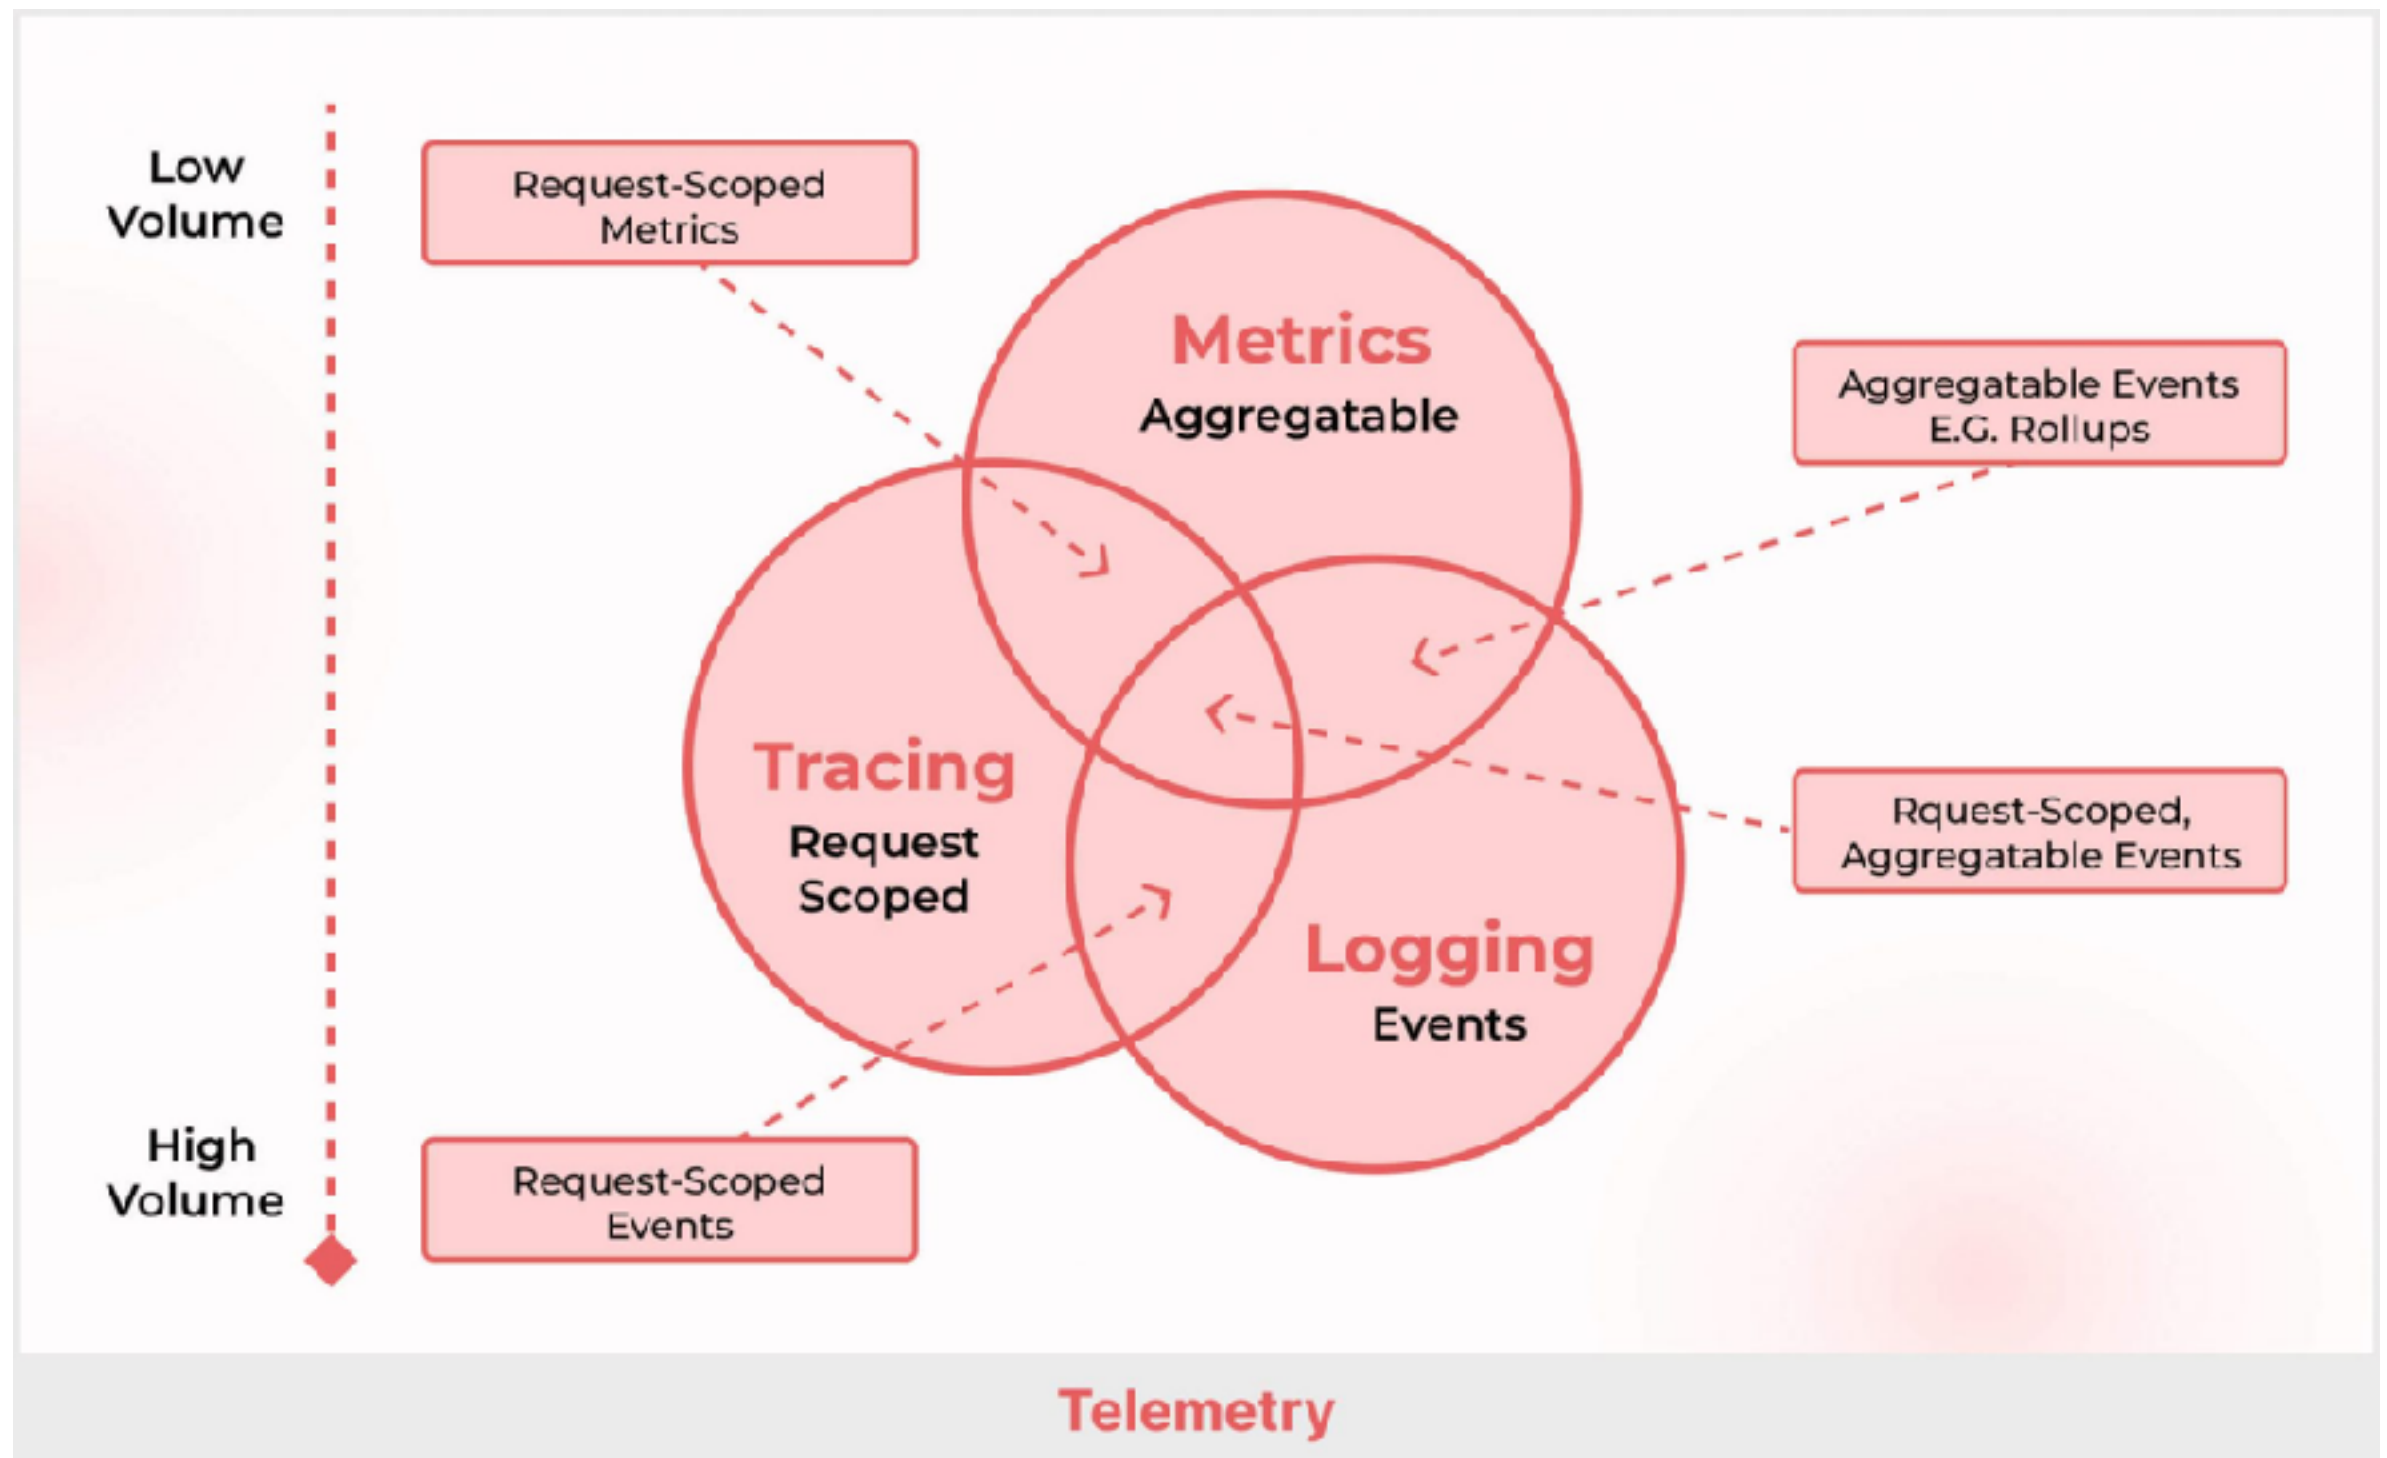 Low
Volume
Request-Scoped
Metrics
Metrics
Aggregatable
Aggregatable Events
E.G. Rollups
Tracing
Request
Scoped
Rquest-Scoped,
Aggregatable Events
Logging
Events
High
Volume
Request-Scoped
Events
Telemetry